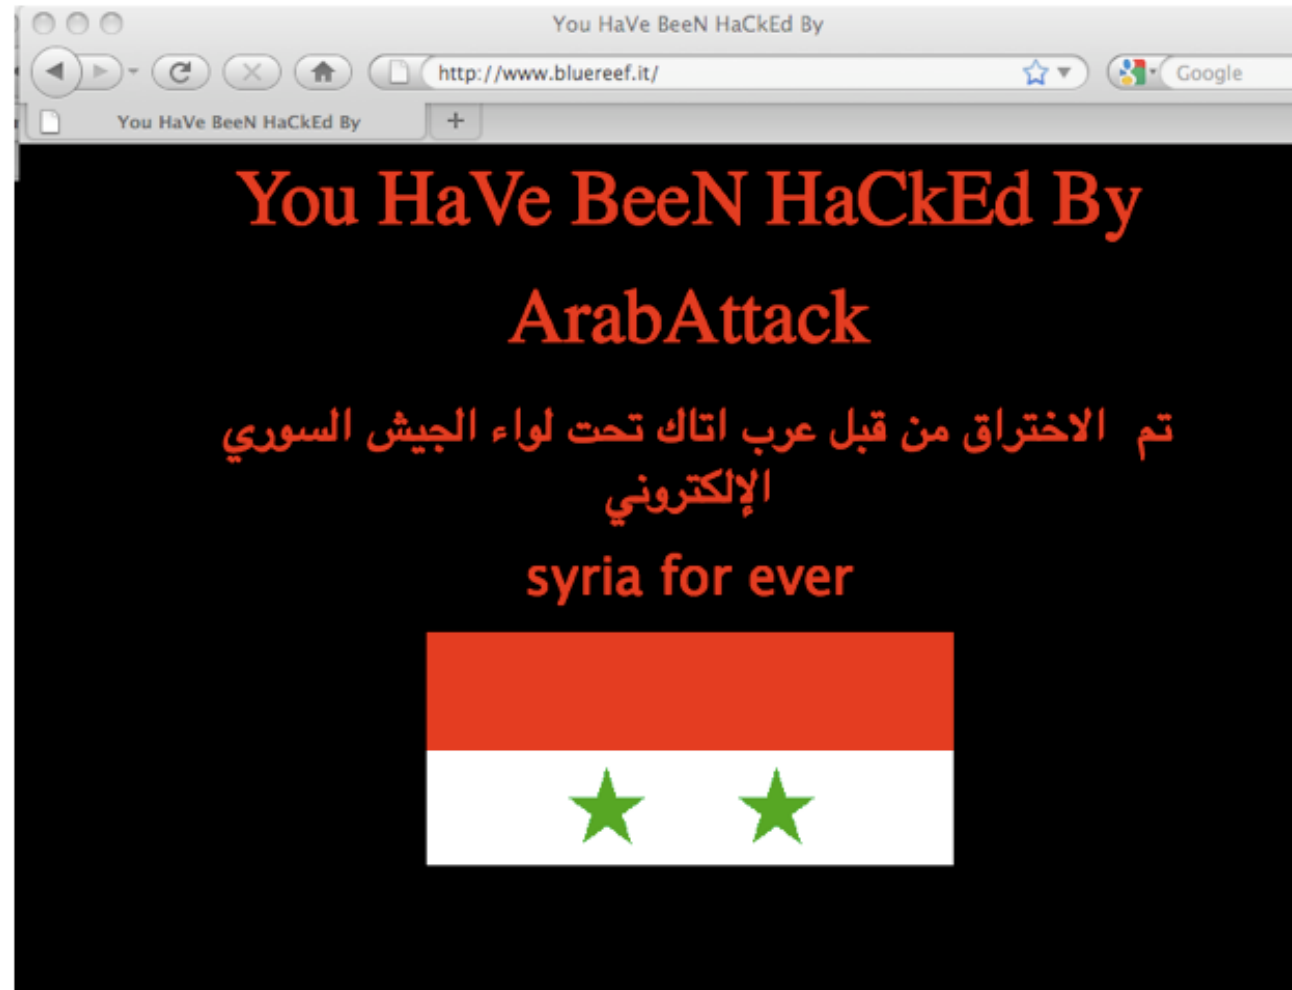 You HaVe BeeN HaCkEd By
http://www.bluereef.it/
Google
You HaVe BeeN HaCkEd By
You HaVe BeeN HaCkEd By
ArabAttack
تم الاختراق من قبل عرب اتاك تحت لواء الجيش السوري
الإلكتروني
syria for ever